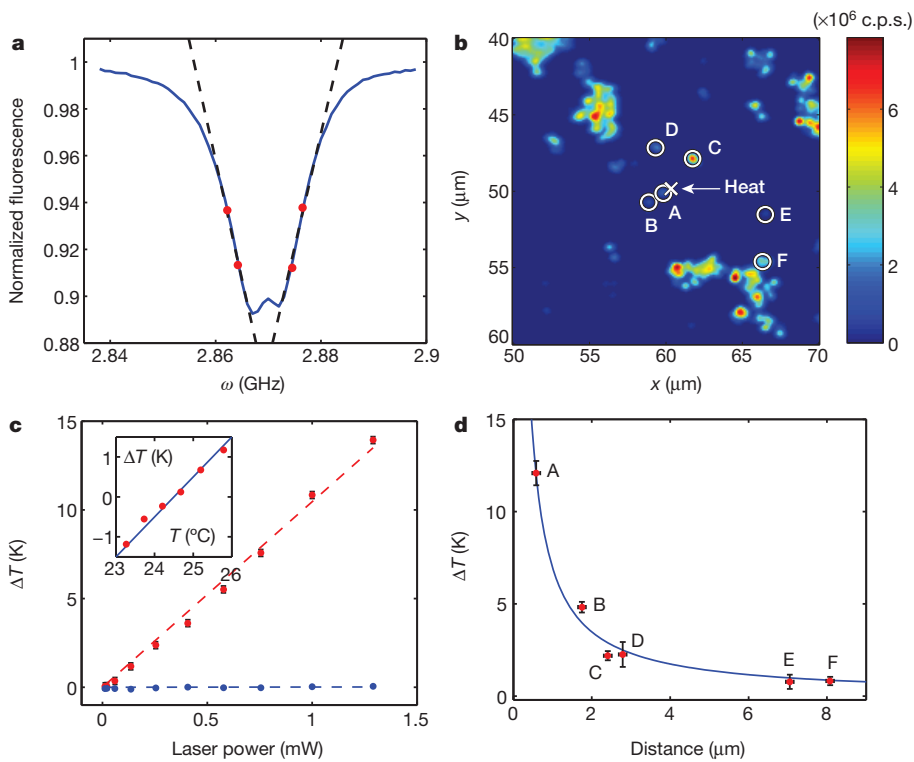 a
Normalized fluorescence
1
0.98
0.96
0.94
0.92
0.9
0.88
2.84
2.86
2.88
2.9
ω (GHz)
b
(×10⁶ c.p.s.)
y (μm)
40
45
50
55
60
50
55
60
65
70
x (μm)
D
C
Heat
A
B
E
F
6
4
2
0
c
ΔT (K)
15
10
5
0
0
0.5
1
1.5
Laser power (mW)
ΔT (K)
1
0
−1
T (ºC)
23
24
25
26
d
ΔT (K)
15
10
5
0
0
2
4
6
8
Distance (μm)
A
B
C
D
E
F